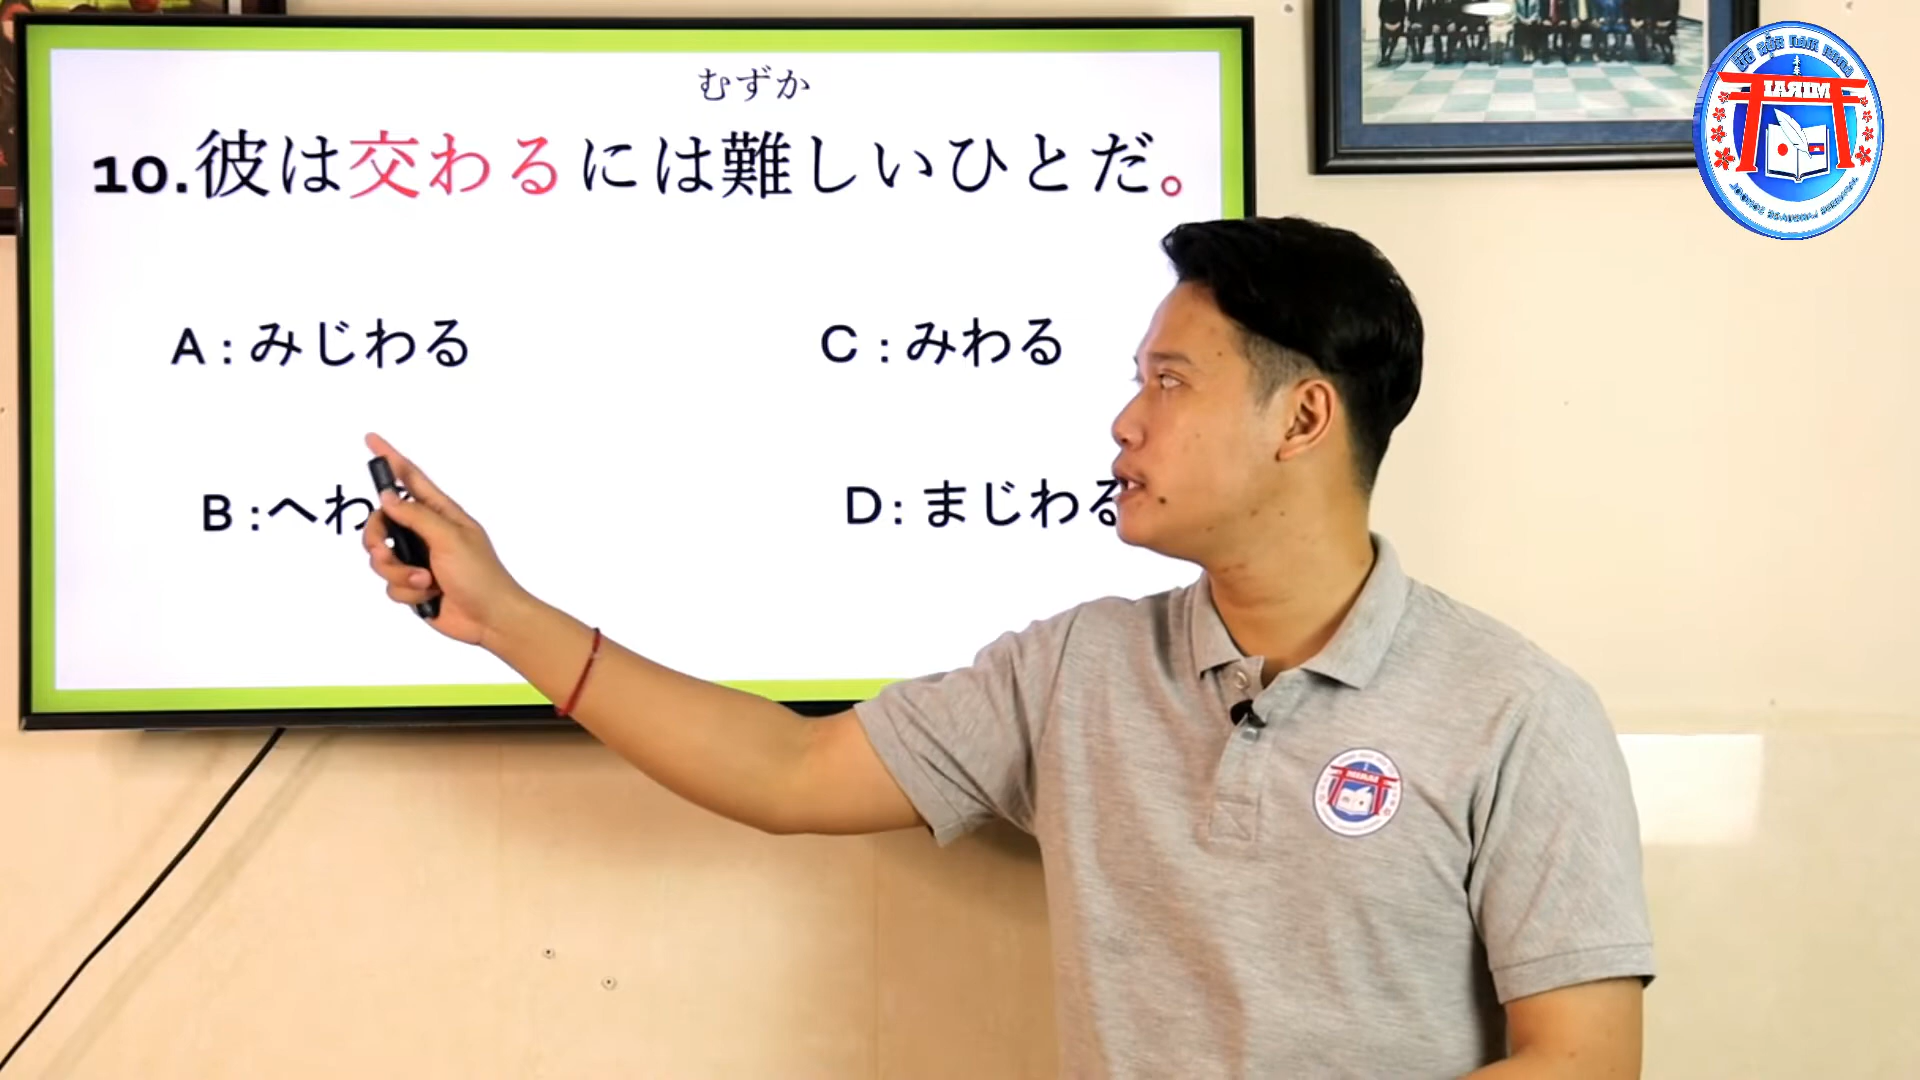 むずか
10.彼は交わるには難しいひとだ。
A : みじわる
C : みわる
B :へわ
D: まじわる
MIRAI